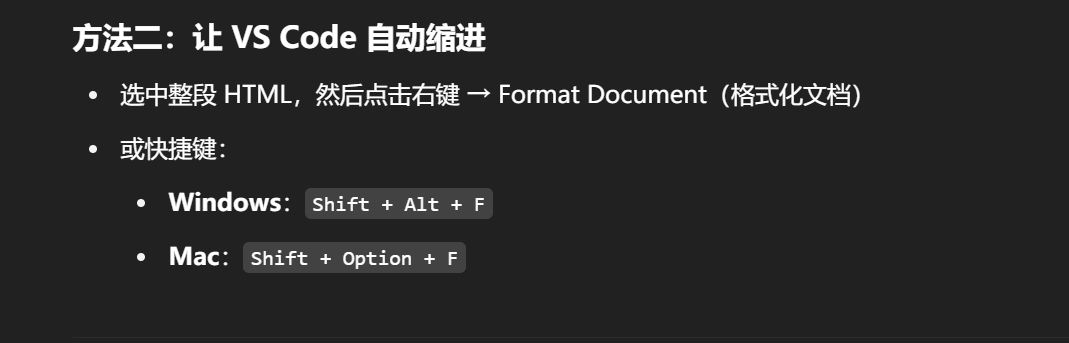 方法二：让 VS Code 自动缩进
• 选中整段 HTML，然后点击右键 → Format Document（格式化文档）
• 或快捷键：
• Windows：Shift + Alt + F
• Mac：Shift + Option + F